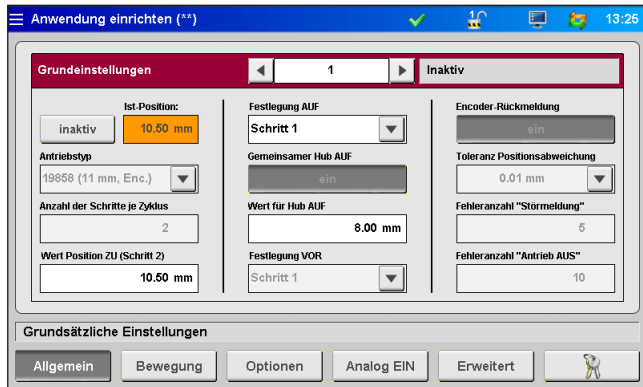 Anwendung einrichten (**)
13:25
Grundeinstellungen
1
Inaktiv
Ist-Position:
inaktiv
10.50 mm
Antriebstyp
19858 (11 mm, Enc.)
Anzahl der Schritte je Zyklus
2
Wert Position ZU (Schritt 2)
10.50 mm
Festlegung AUF
Schritt 1
Gemeinsamer Hub AUF
ein
Wert für Hub AUF
8.00 mm
Festlegung VOR
Schritt 1
Encoder-Rückmeldung
ein
Toleranz Positionsabweichung
0.01 mm
Fehleranzahl "Störmeldung"
5
Fehleranzahl "Antrieb AUS"
10
Grundsätzliche Einstellungen
Allgemein
Bewegung
Optionen
Analog EIN
Erweitert